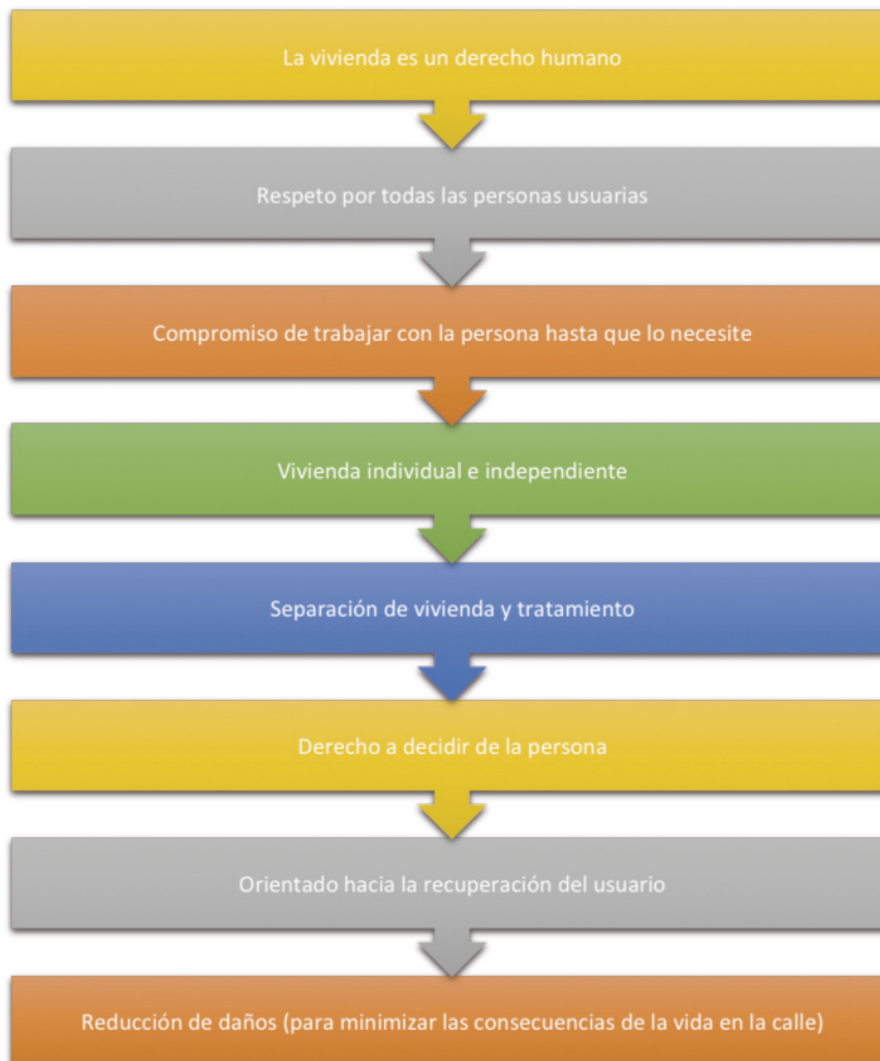 La vivienda es un derecho humano
Respeto por todas las personas usuarias
Compromiso de trabajar con la persona hasta que lo necesite
Vivienda individual e independiente
Separación de vivienda y tratamiento
Derecho a decidir de la persona
Orientado hacia la recuperación del usuario
Reducción de daños (para minimizar las consecuencias de la vida en la calle)